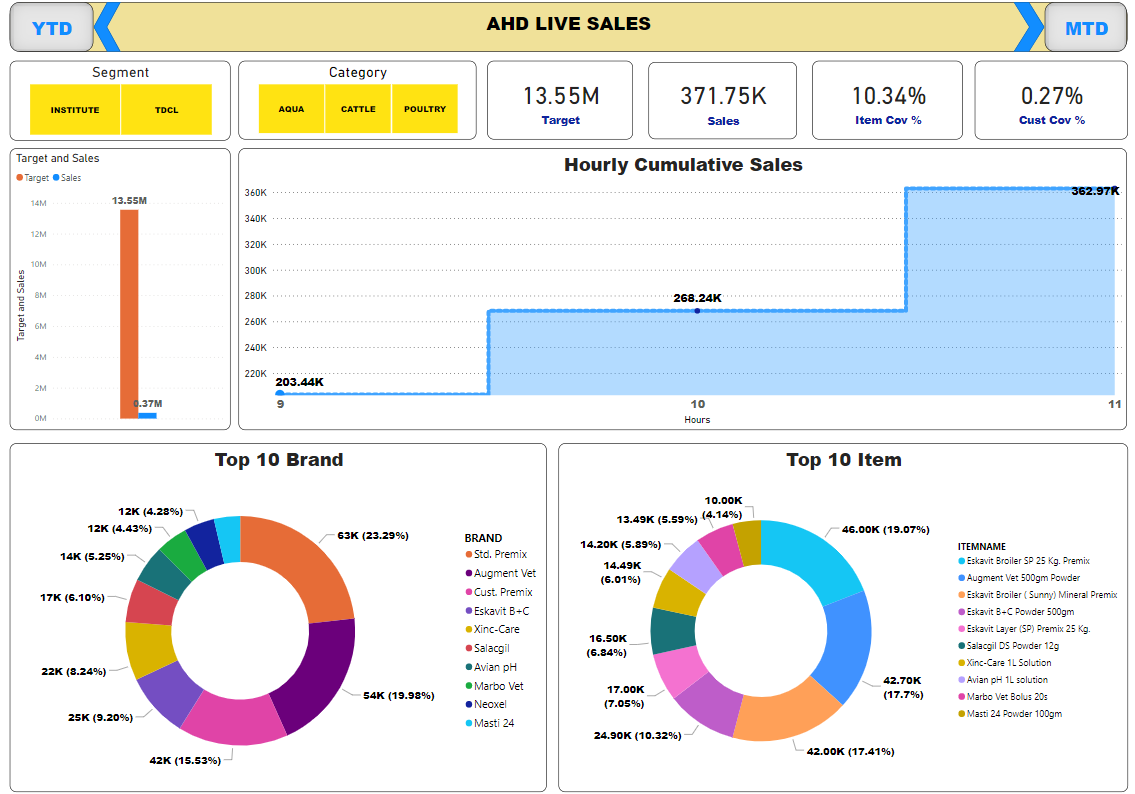 YTD
AHD LIVE SALES
MTD
Segment
INSTITUTE
TDCL
Category
AQUA
CATTLE
POULTRY
13.55M
Target
371.75K
Sales
10.34%
Item Cov %
0.27%
Cust Cov %
Target and Sales
Target
Sales
13.55M
14M
12M
10M
8M
6M
4M
2M
0M
0.37M
Target and Sales
Hourly Cumulative Sales
360K
340K
320K
300K
280K
260K
240K
220K
203.44K
268.24K
362.97K
9
10
11
Hours
Top 10 Brand
63K (23.29%)
54K (19.98%)
42K (15.53%)
25K (9.20%)
22K (8.24%)
17K (6.10%)
14K (5.25%)
12K (4.43%)
12K (4.28%)
BRAND
Std. Premix
Augment Vet
Cust. Premix
Eskavit B+C
Xinc-Care
Salacgil
Avian pH
Marbo Vet
Neoxel
Masti 24
Top 10 Item
46.00K (19.07%)
42.70K
(17.7%)
42.00K (17.41%)
24.90K (10.32%)
17.00K
(7.05%)
16.50K
(6.84%)
14.49K
(6.01%)
14.20K (5.89%)
13.49K (5.59%)
10.00K
(4.14%)
ITEMNAME
Eskavit Broiler SP 25 Kg. Premix
Augment Vet 500gm Powder
Eskavit Broiler ( Sunny) Mineral Premix
Eskavit B+C Powder 500gm
Eskavit Layer (SP) Premix 25 Kg.
Salacgil DS Powder 12g
Xinc-Care 1L Solution
Avian pH 1L solution
Marbo Vet Bolus 20s
Masti 24 Powder 100gm